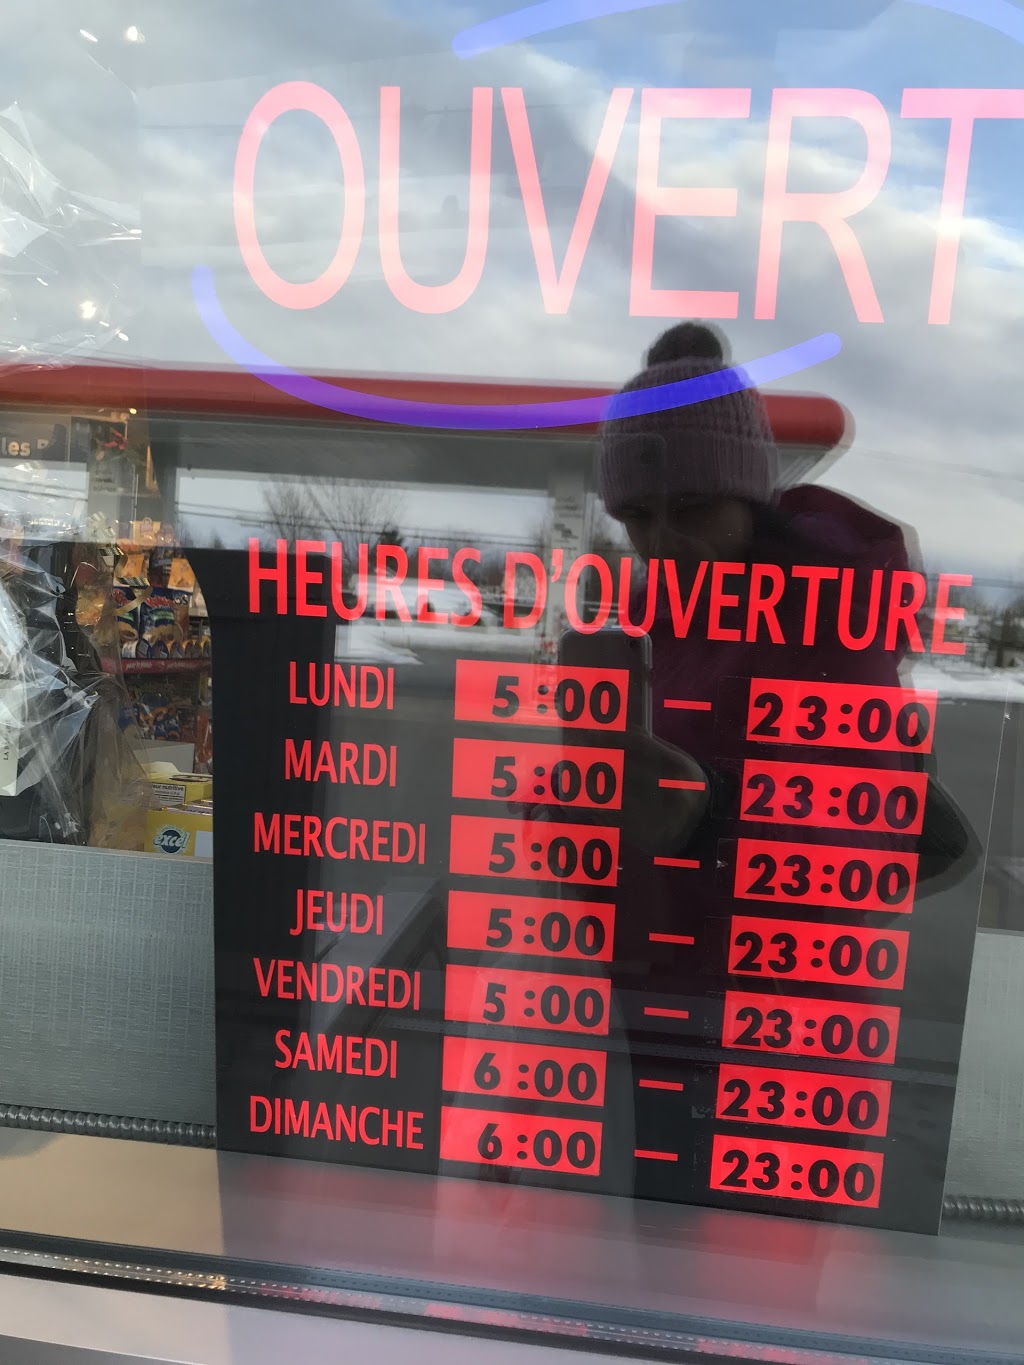 OUVERT
les
HEURES D'OUVERTURE
LUNDI 5:00 — 23:00
MARDI 5:00 — 23:00
MERCREDI 5:00 — 23:00
JEUDI 5:00 — 23:00
VENDREDI 5:00 — 23:00
SAMEDI 6:00 — 23:00
DIMANCHE 6:00 — 23:00
excel